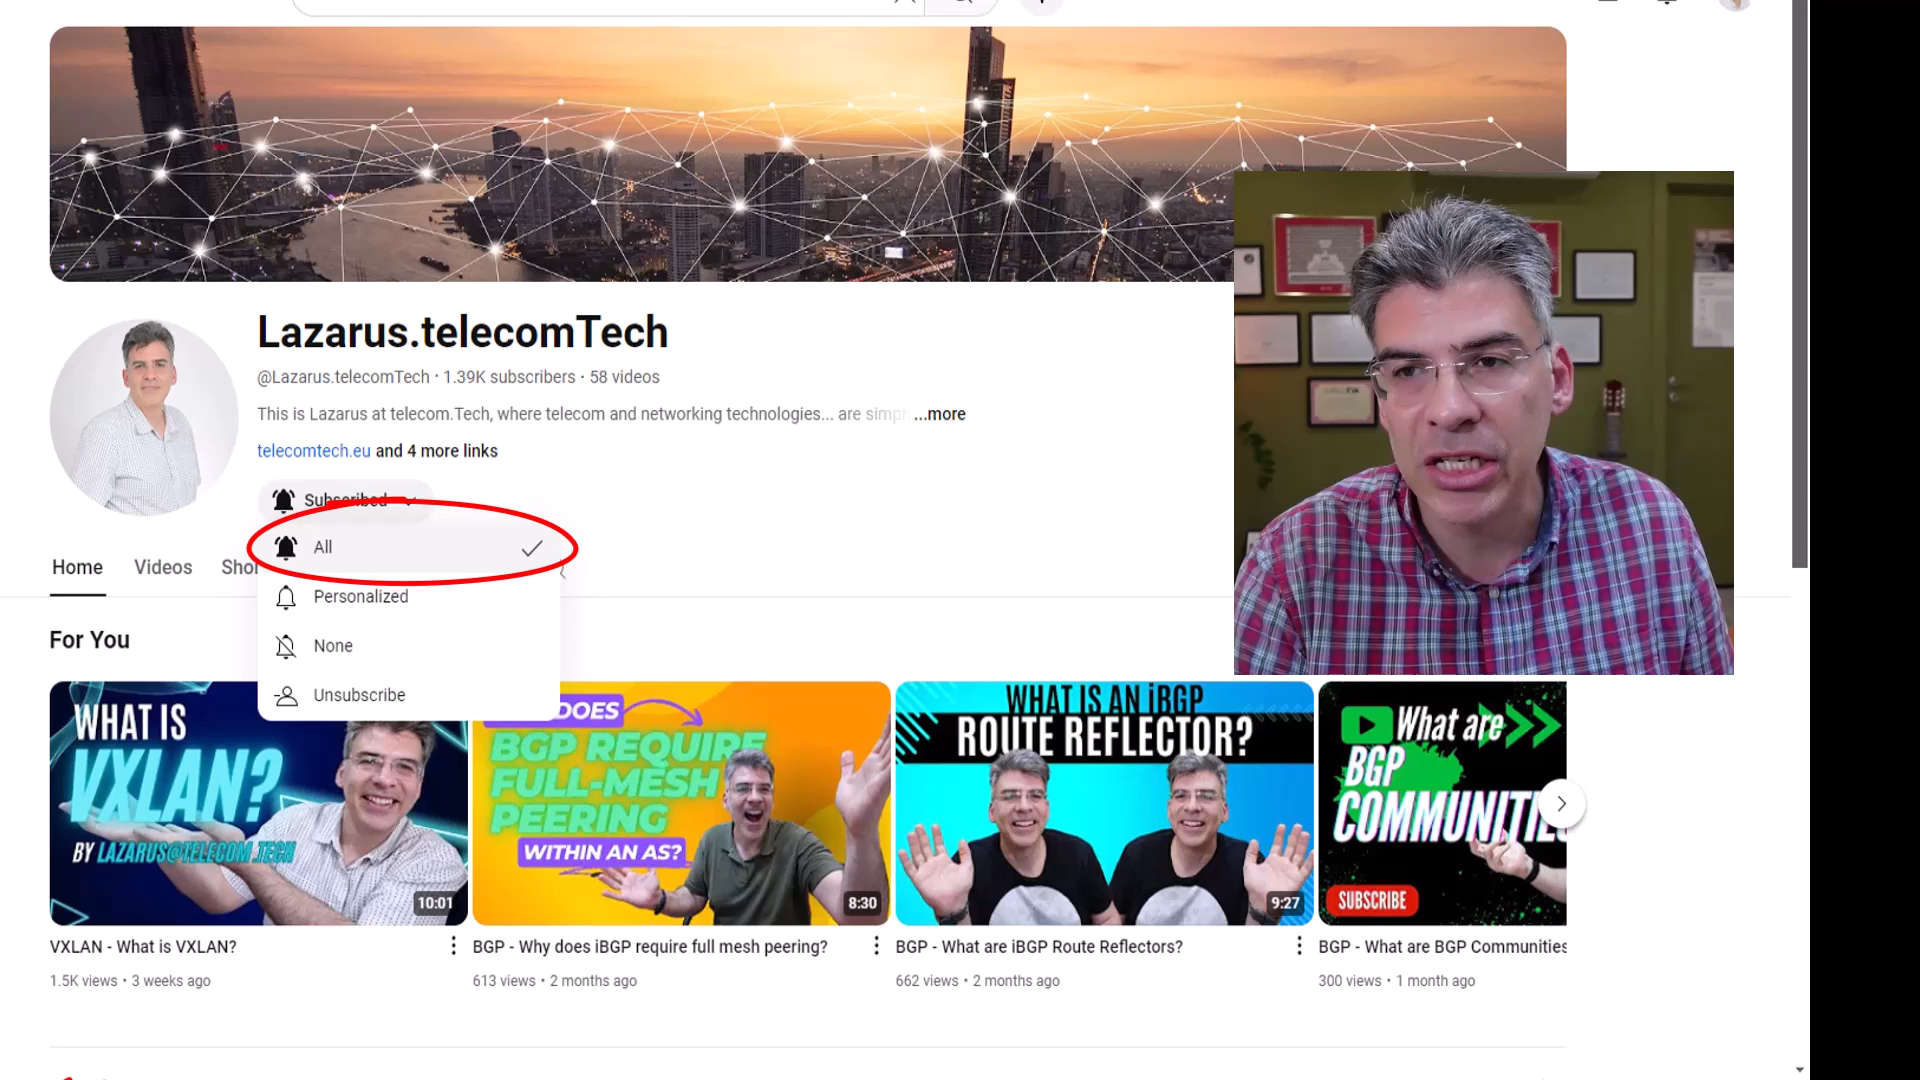 Lazarus.telecomTech
@Lazarus.telecomTech · 1.39K subscribers · 58 videos
This is Lazarus at telecom.Tech, where telecom and networking technologies... are simp ...more
telecomtech.eu and 4 more links
Subscribed
All
Personalized
None
Unsubscribe
Home Videos Shor
For You
WHAT IS
VXLAN?
BY LAZARUS@TELECOM.TECH
10:01
DOES
BGP REQUIRE
FULL-MESH
PEERING
WITHIN AN AS?
8:30
WHAT IS AN iBGP
ROUTE REFLECTOR?
9:27
What are
BGP
COMMUNITIES
SUBSCRIBE
VXLAN - What is VXLAN?
1.5K views • 3 weeks ago
BGP - Why does iBGP require full mesh peering?
613 views • 2 months ago
BGP - What are iBGP Route Reflectors?
662 views • 2 months ago
BGP - What are BGP Communities
300 views • 1 month ago